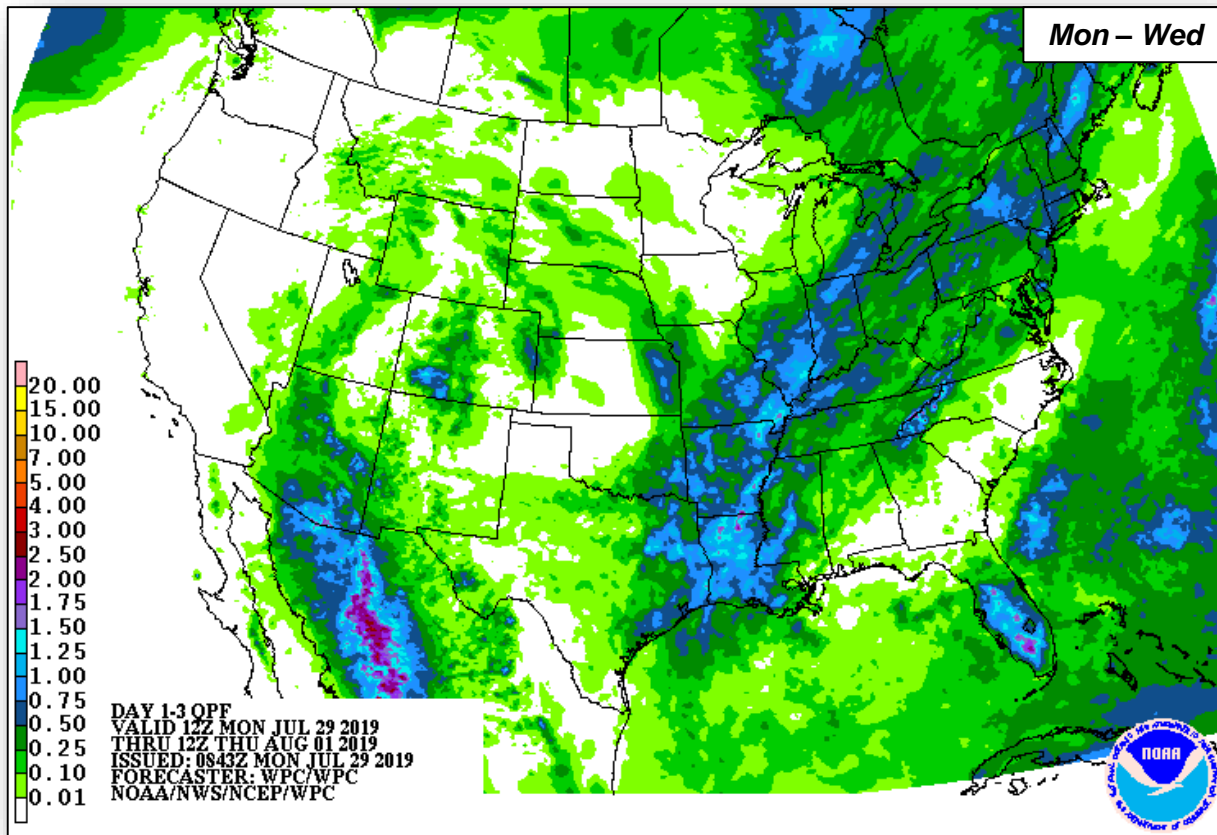 Mon – Wed
20.00
15.00
10.00
7.00
5.00
4.00
3.00
2.50
2.00
1.75
1.50
1.25
1.00
0.75
0.50
0.25
0.10
0.01
DAY 1-3 QPF
VALID 12Z MON JUL 29 2019
THRU 12Z THU AUG 01 2019
ISSUED: 0843Z MON JUL 29 2019
FORECASTER: WPC/WPC
NOAA/NWS/NCEP/WPC
NOAA